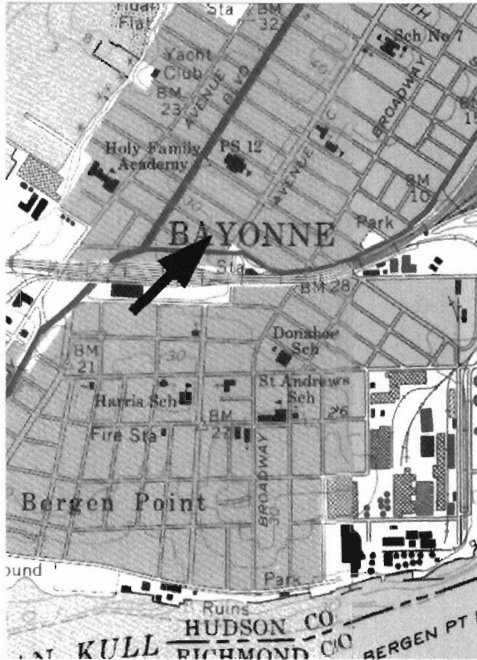 Flat
Sta
BM
32
Yacht
Club
BM
23
AVENUE
BLVD
40
Sch No 7
BROADWAY
Holy Family
Academy
PS 12
AVENUE C
30
BM
10
Park
BAYONNE
Sta
BM 28
BM
21
30
Donahoe
Sch
Harris Sch
St Andrews
Sch
BM
27
26
Fire Sta
BROADWAY
30
Bergen Point
Park
Ruins
KULL
HUDSON CO
RICHMOND CO
BERGEN PT